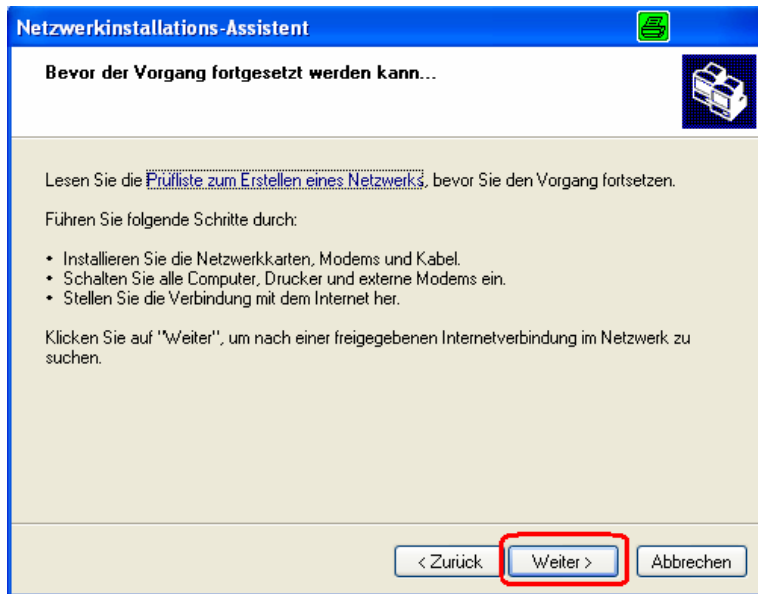 Netzwerkinstallations-Assistent
Bevor der Vorgang fortgesetzt werden kann...
Lesen Sie die Prüfliste zum Erstellen eines Netzwerks, bevor Sie den Vorgang fortsetzen.
Führen Sie folgende Schritte durch:
• Installieren Sie die Netzwerkkarten, Modems und Kabel.
• Schalten Sie alle Computer, Drucker und externe Modems ein.
• Stellen Sie die Verbindung mit dem Internet her.
Klicken Sie auf "Weiter", um nach einer freigegebenen Internetverbindung im Netzwerk zu
suchen.
< Zurück Weiter > Abbrechen